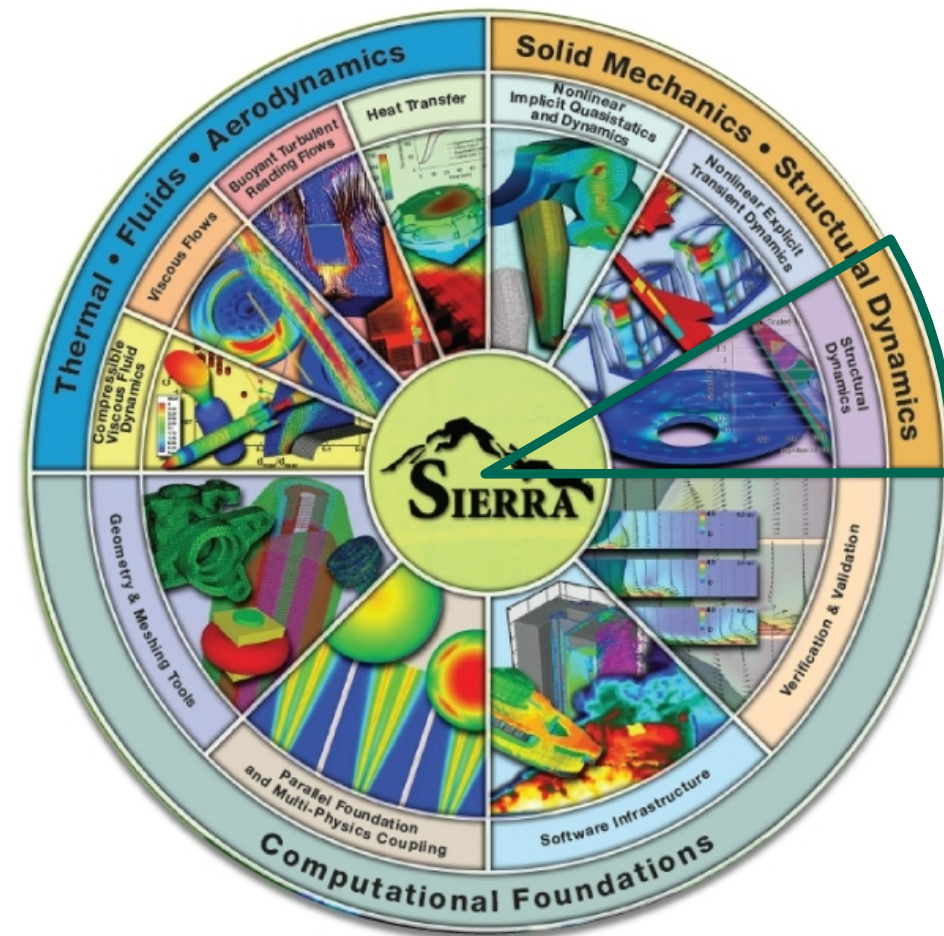 Thermal • Fluids • Aerodynamics
Solid Mechanics • Structural Dynamics
Heat Transfer
Buoyant Turbulent
Reacting Flows
Viscous Flows
Compressible
Viscous Fluid
Dynamics
Nonlinear
Implicit Quasistatics
and Dynamics
Nonlinear Explicit
Transient Dynamics
Structural
Dynamics
SIERRA
Geometry & Meshing Tools
Parallel Foundation
and Multi-Physics Coupling
Software Infrastructure
Verification & Validation
Computational Foundations